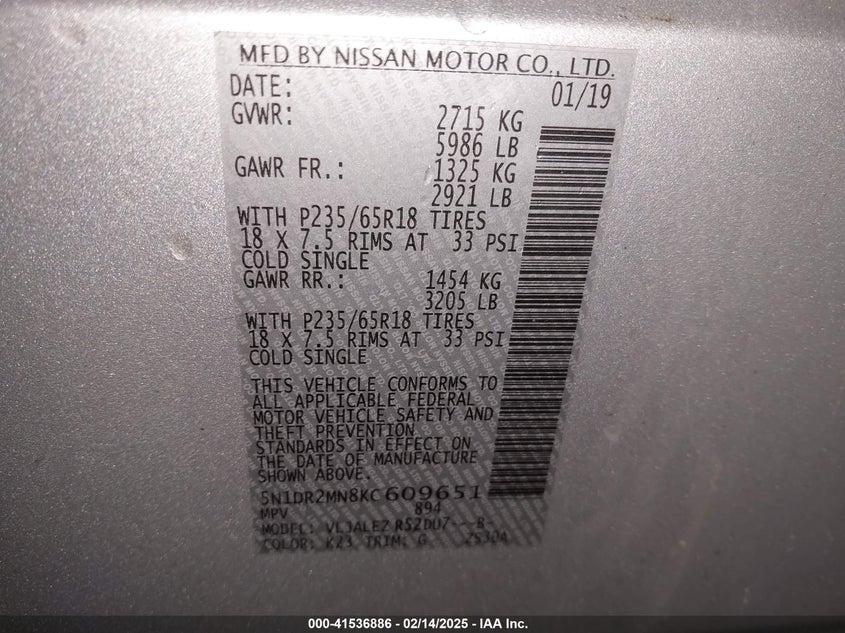 MFD BY NISSAN MOTOR CO., LTD.
DATE: 01/19
GVWR: 2715 KG
5986 LB
GAWR FR.: 1325 KG
2921 LB
WITH P235/65R18 TIRES
18 X 7.5 RIMS AT 33 PSI
COLD SINGLE
GAWR RR.: 1454 KG
3205 LB
WITH P235/65R18 TIRES
18 X 7.5 RIMS AT 33 PSI
COLD SINGLE
THIS VEHICLE CONFORMS TO
ALL APPLICABLE FEDERAL
MOTOR VEHICLE SAFETY AND
THEFT PREVENTION
STANDARDS IN EFFECT ON
THE DATE OF MANUFACTURE
SHOWN ABOVE.
5N1DR2MN8KC609651
MPV 894
MODEL:
COLOR: K23 TRIM: G
000-41536886 - 02/14/2025 - IAA Inc.